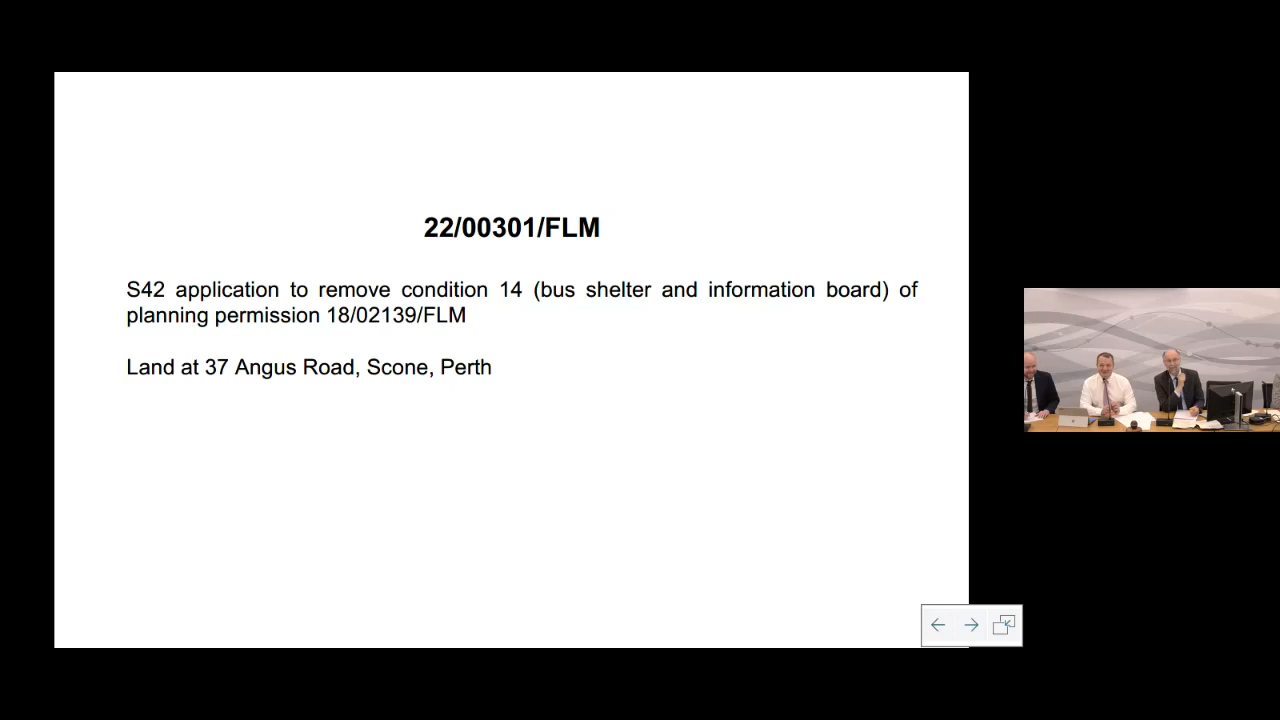 22/00301/FLM
S42 application to remove condition 14 (bus shelter and information board) of
planning permission 18/02139/FLM
Land at 37 Angus Road, Scone, Perth